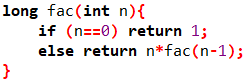 long fac(int n){
    if (n==0) return 1;
    else return n*fac(n-1);
}